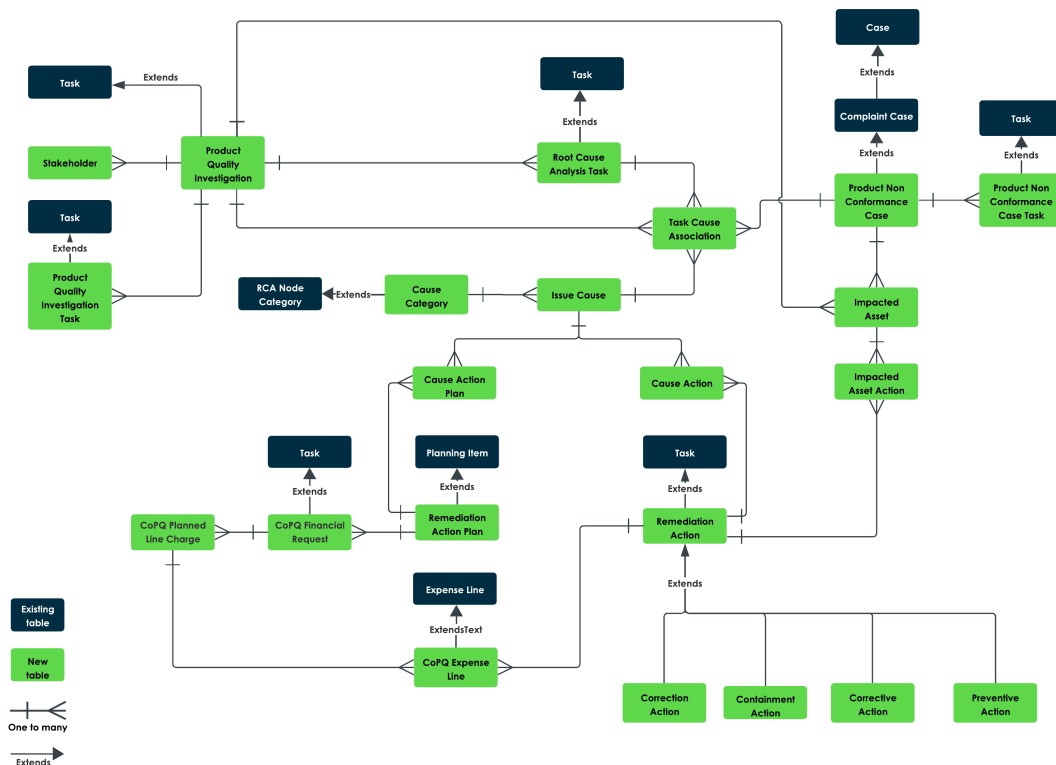 Case
Extends
Task
Extends
Task
Complaint Case
Task
Extends
Extends
Extends
Stakeholder
Product
Quality
Investigation
Root Cause
Analysis Task
Product Non
Conformance
Case
Product Non
Conformance
Case Task
Task
Extends
Task Cause
Association
Product
Quality
Investigation
Task
RCA Node
Category
Extends
Cause
Category
Issue Cause
Impacted
Asset
Cause Action
Plan
Cause Action
Impacted
Asset Action
Task
Planning Item
Task
Extends
Extends
Extends
CoPQ Planned
Line Charge
CoPQ Financial
Request
Remediation
Action Plan
Remediation
Action
Extends
Expense Line
ExtendsText
Existing
table
New
table
CoPQ Expense
Line
Correction
Action
Containment
Action
Corrective
Action
Preventive
Action
One to many
Extends